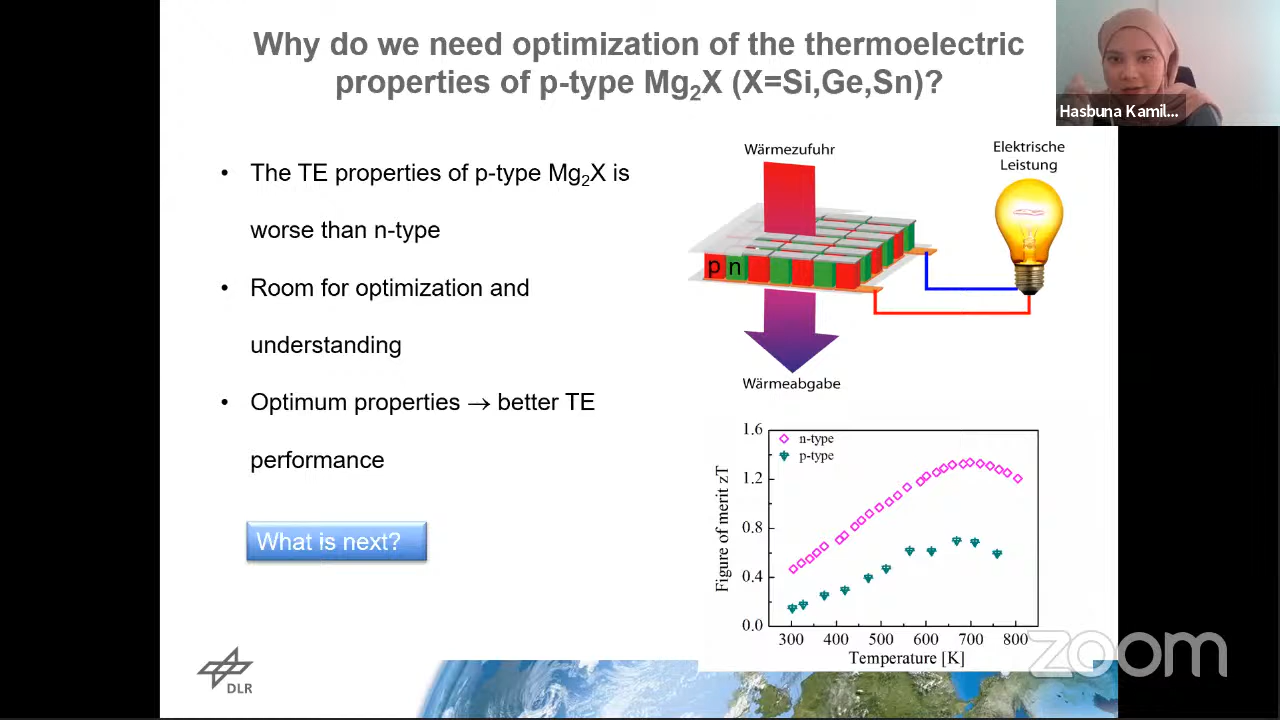 Why do we need optimization of the thermoelectric
properties of p-type Mg₂X (X=Si,Ge,Sn)?
Hasbuna Kamil...
• The TE properties of p-type Mg₂X is
worse than n-type
• Room for optimization and
understanding
• Optimum properties → better TE
performance
What is next?
Wärmezufuhr
Elektrische
Leistung
p n
Wärmeabgabe
1.6
1.2
0.8
0.4
0.0
Figure of merit zT
n-type
p-type
300 400 500 600 700 800
Temperature [K]
DLR
zoom